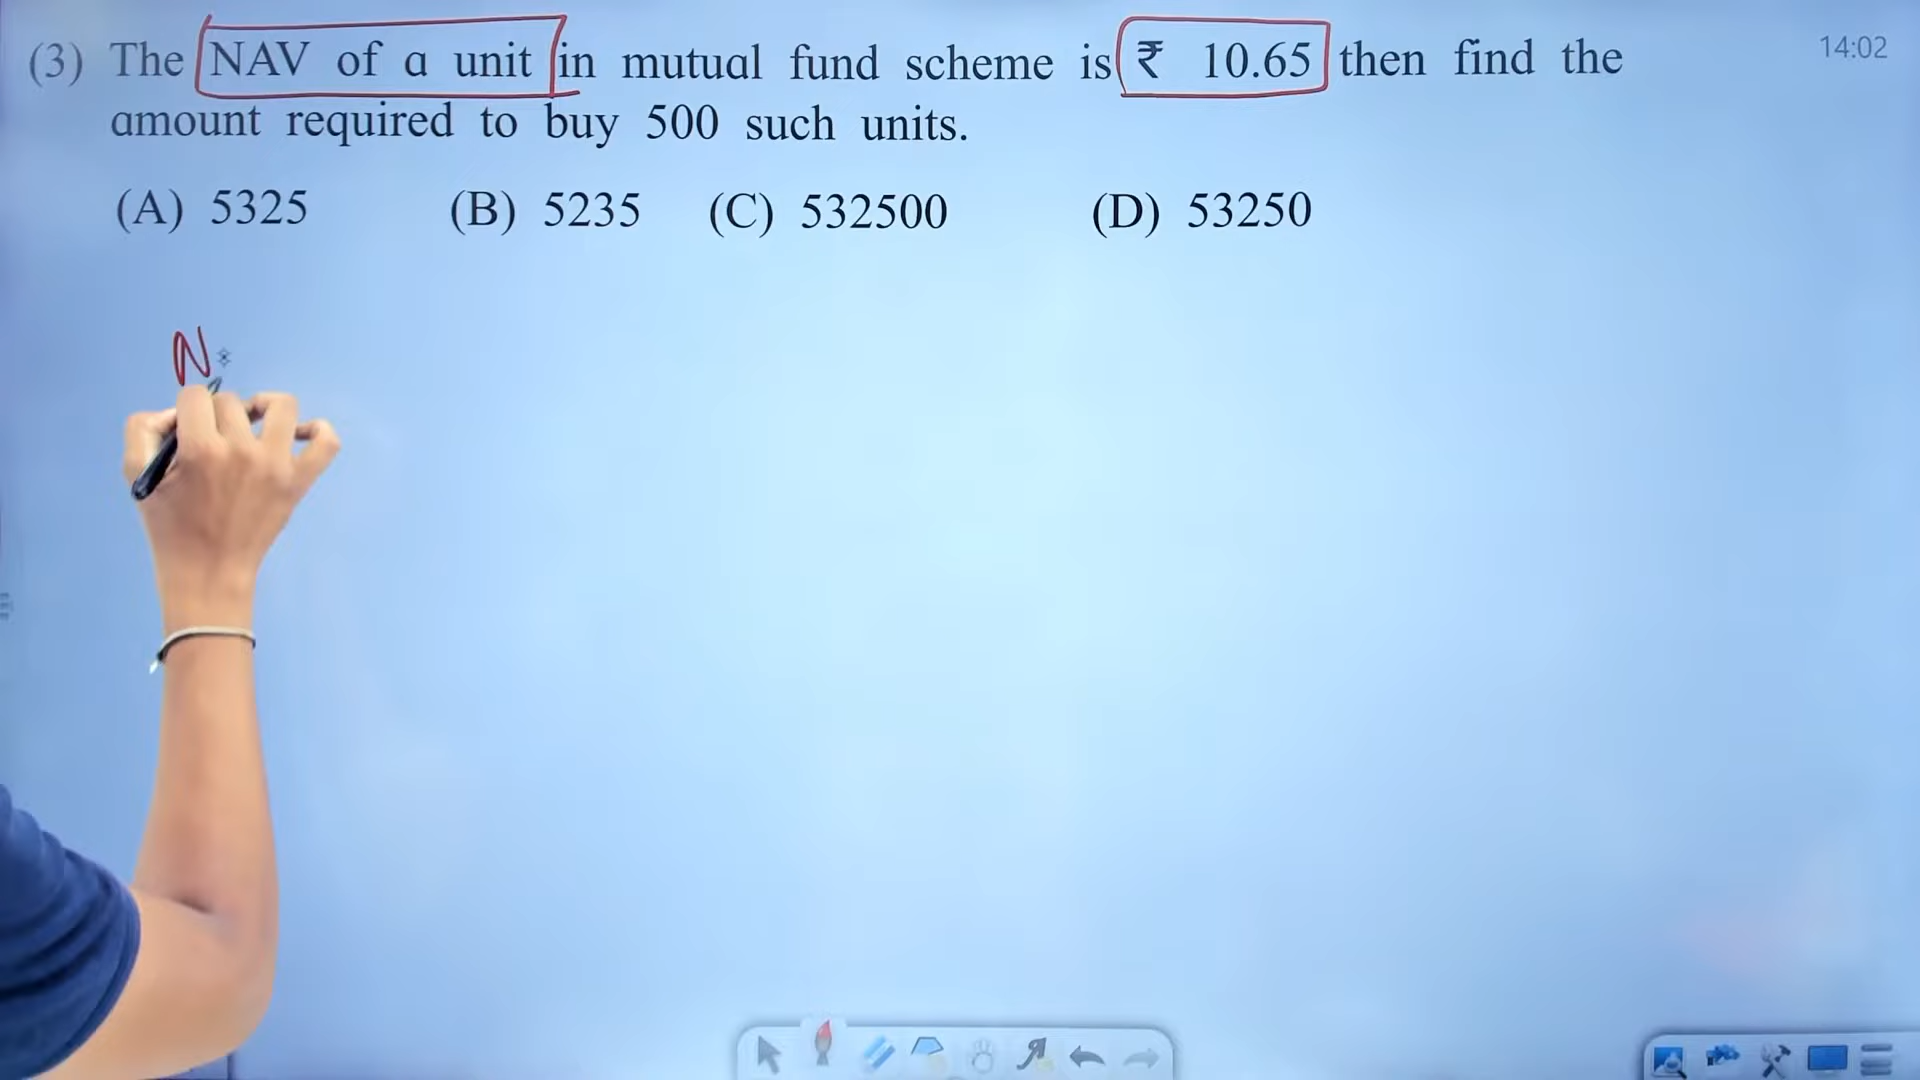 (3) The NAV of a unit in mutual fund scheme is ₹ 10.65 then find the
14:02
amount required to buy 500 such units.
(A) 5325 (B) 5235 (C) 532500 (D) 53250
N